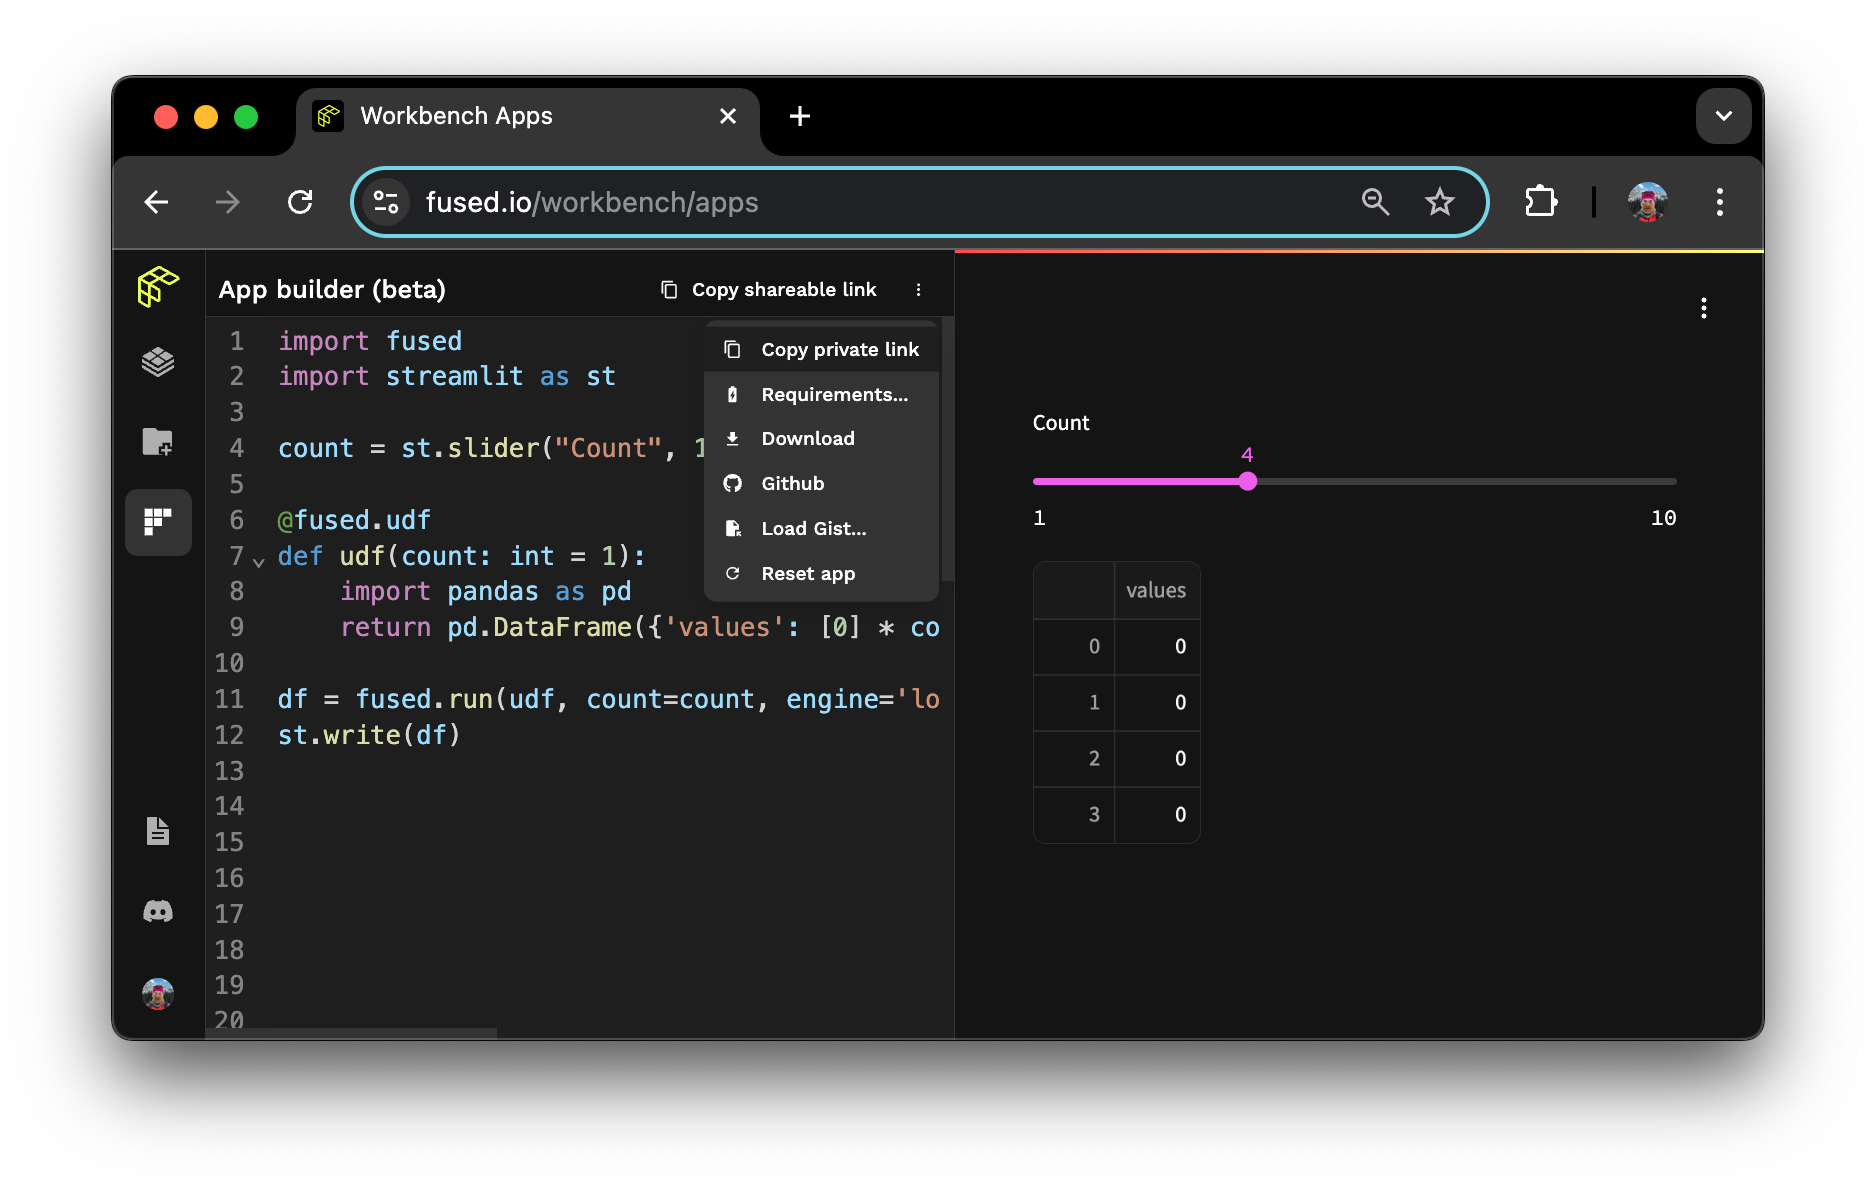 Workbench Apps
fused.io/workbench/apps
App builder (beta)
Copy shareable link
1 import fused
2 import streamlit as st
3
4 count = st.slider("Count", 1
5
6 @fused.udf
7 def udf(count: int = 1):
8 import pandas as pd
9 return pd.DataFrame({'values': [0] * co
10
11 df = fused.run(udf, count=count, engine='lo
12 st.write(df)
13
14
15
16
17
18
19
20
Copy private link
Requirements...
Download
Github
Load Gist...
Reset app
Count
4
1 10
values
0 0
1 0
2 0
3 0